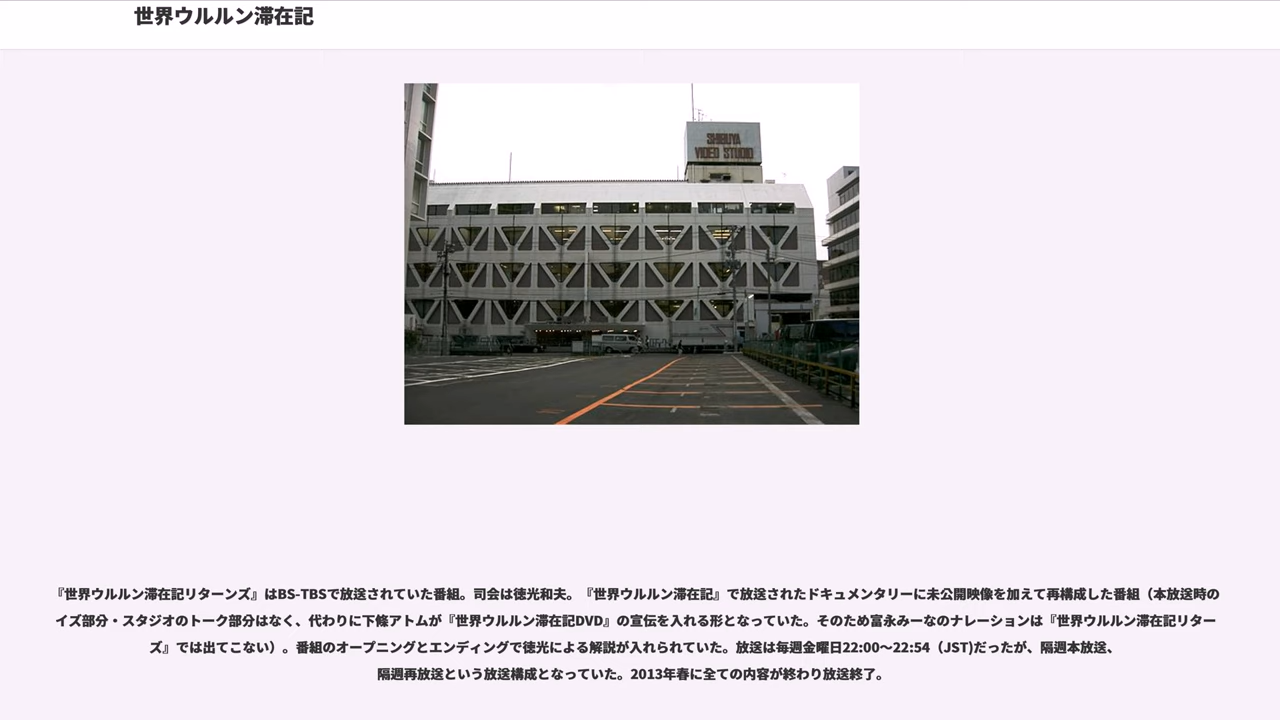 世界ウルルン滞在記
SHIBUYA
VIDEO STUDIO
『世界ウルルン滞在記リターンズ』はBS-TBSで放送されていた番組。司会は徳光和夫。『世界ウルルン滞在記』で放送されたドキュメンタリーに未公開映像を加えて再構成した番組（本放送時の
イズ部分・スタジオのトーク部分はなく、代わりに下條アトムが『世界ウルルン滞在記DVD』の宣伝を入れる形となっていた。そのため富永みーなのナレーションは『世界ウルルン滞在記リター
ズ』では出てこない）。番組のオープニングとエンディングで徳光による解説が入れられていた。放送は毎週金曜日22:00〜22:54（JST)だったが、隔週本放送、
隔週再放送という放送構成となっていた。2013年春に全ての内容が終わり放送終了。